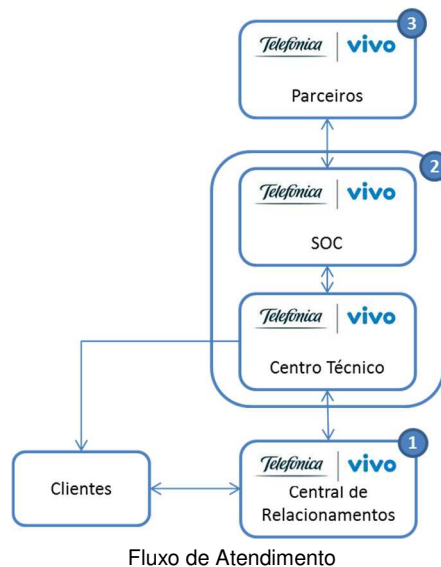 3
Telefónica vivo
Parceiros
2
Telefónica vivo
SOC
Telefónica vivo
Centro Técnico
1
Telefónica vivo
Clientes
Central de
Relacionamentos
Fluxo de Atendimento